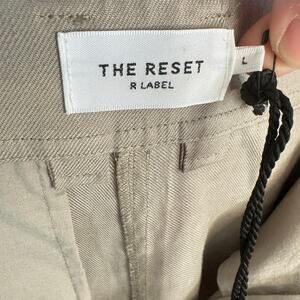 THE RESET
R LABEL
L